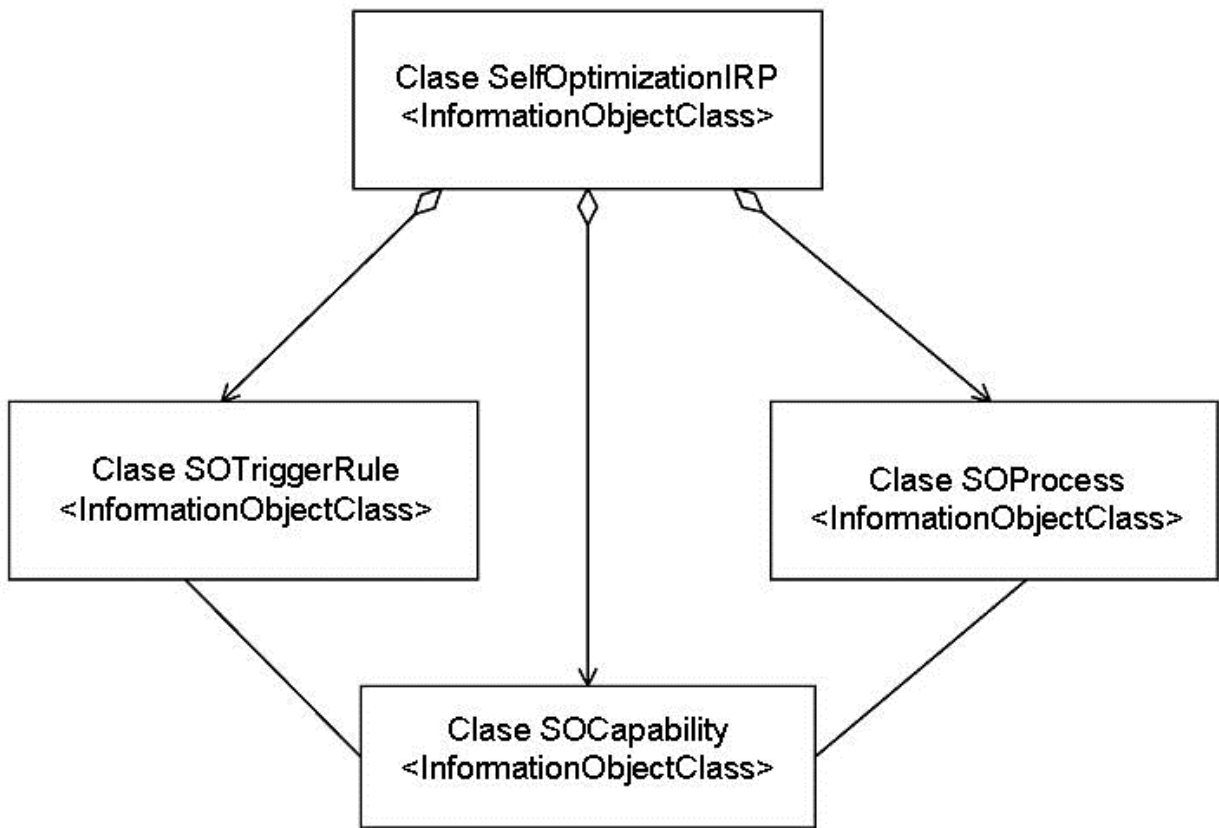 Clase SelfOptimizationIRP
<InformationObjectClass>
Clase SOTriggerRule
<InformationObjectClass>
Clase SOProcess
<InformationObjectClass>
Clase SOCapability
<InformationObjectClass>